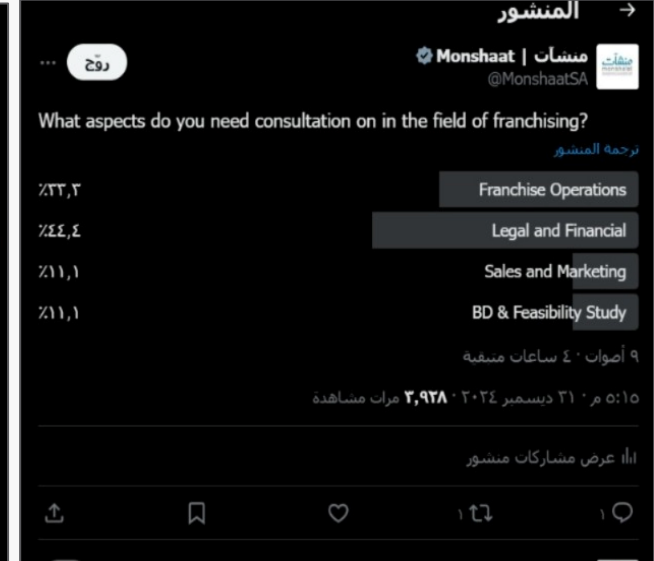 المنشور
منشآت | Monshaat
@MonshaatSA
روّج
What aspects do you need consultation on in the field of franchising?
ترجمة المنشور
Franchise Operations ٪٣٣,٣
Legal and Financial ٪٤٤,٤
Sales and Marketing ٪١١,١
BD & Feasibility Study ٪١١,١
٩ أصوات · ٤ ساعات متبقية
٥:١٥ م · ٣١ ديسمبر ٢٠٢٤ · ٣,٩٢٨ مرات مشاهدة
عرض مشاركات منشور
١ ١